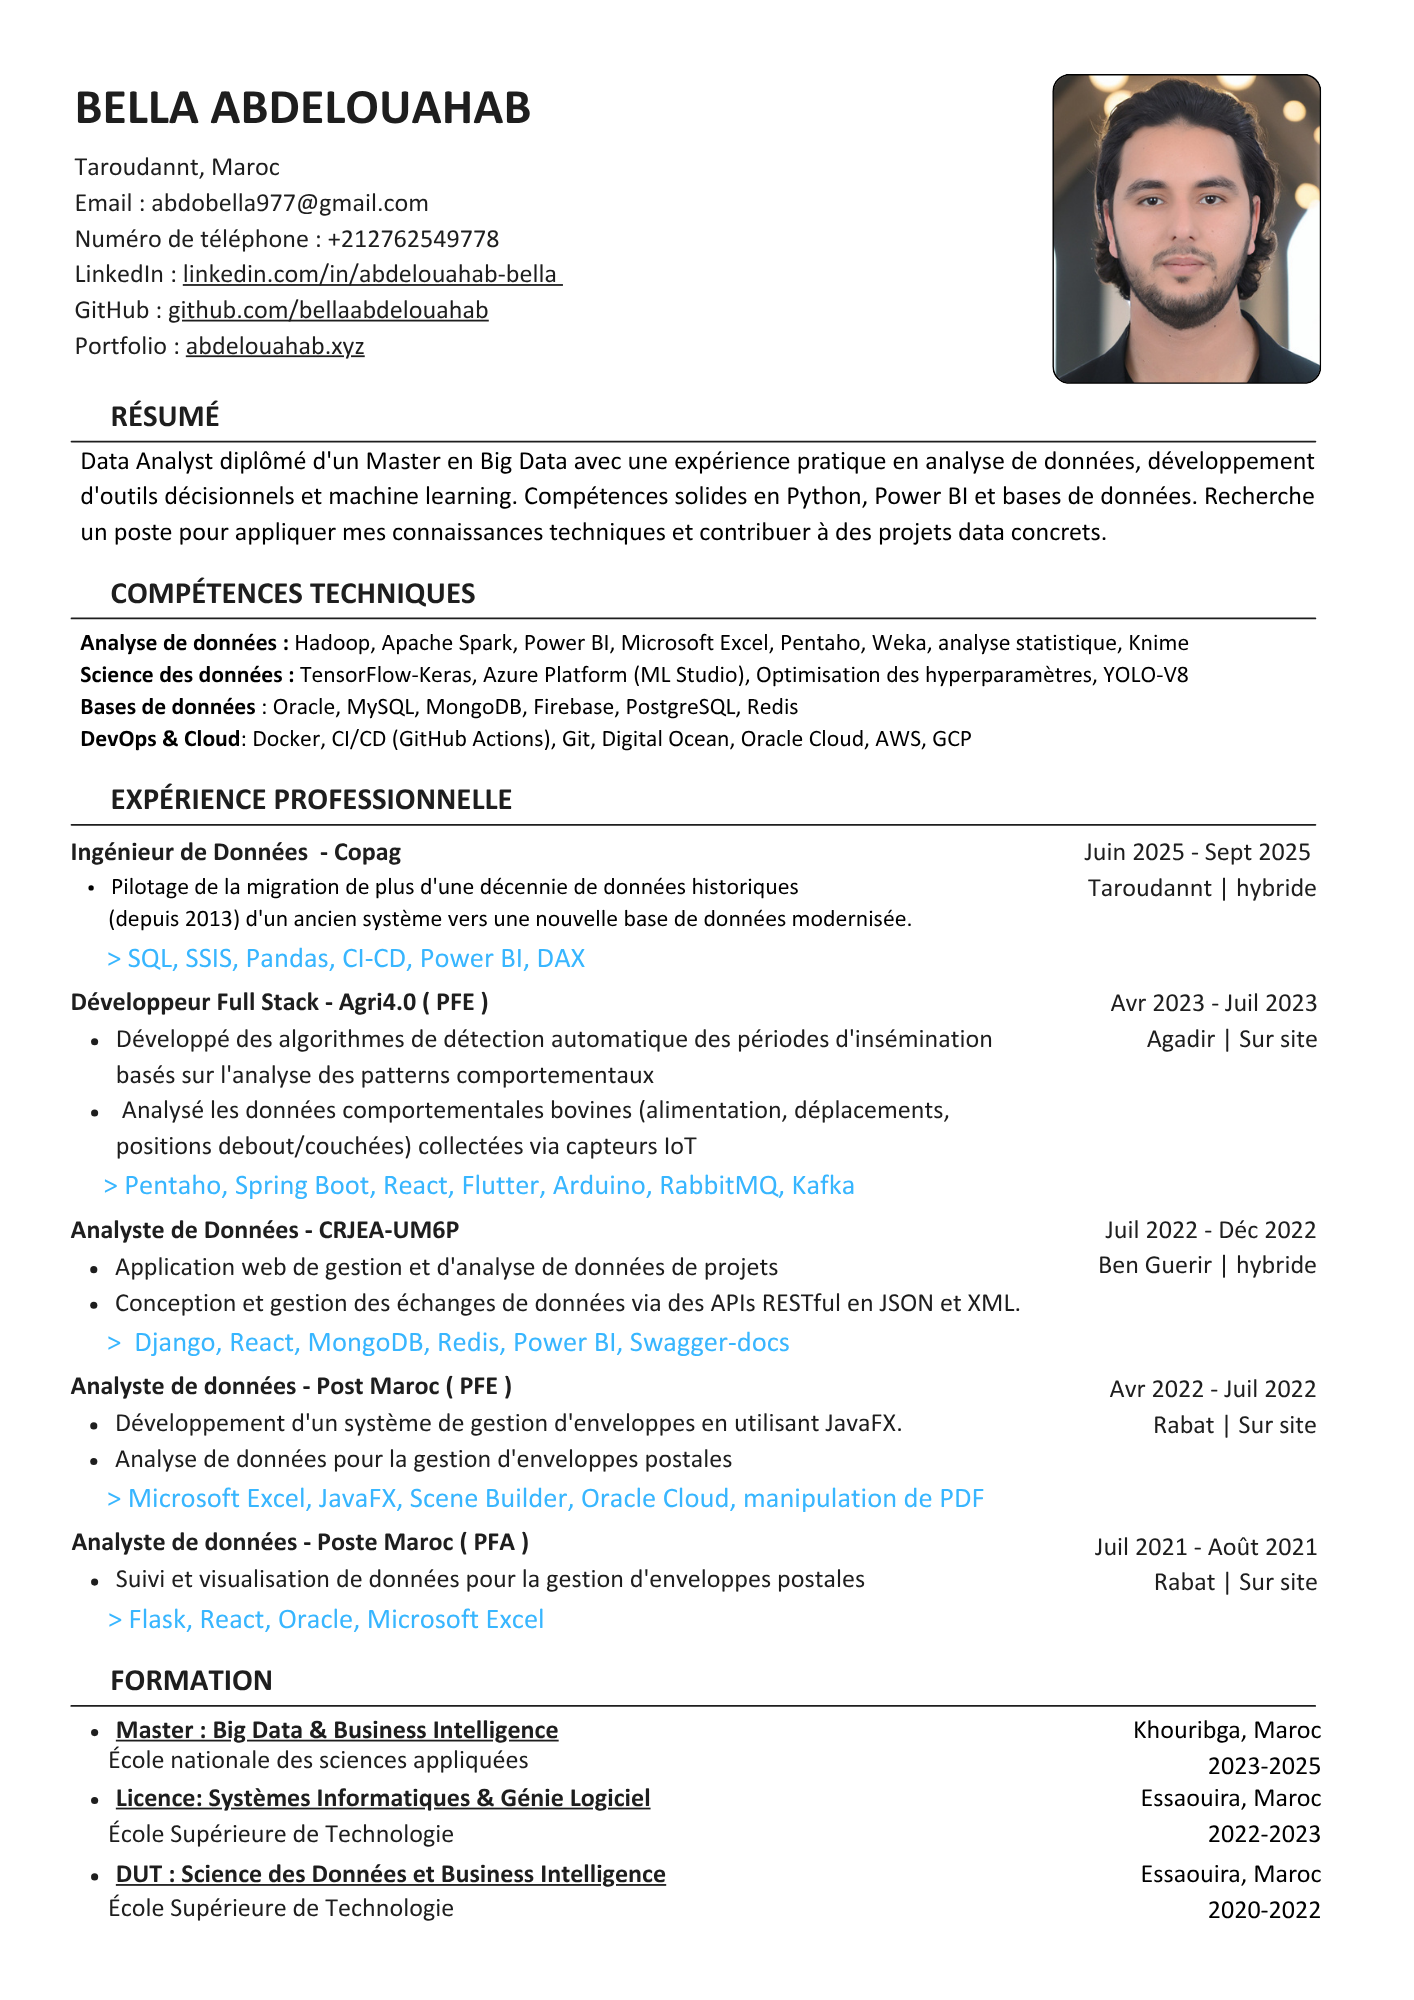 BELLA ABDELOUAHAB
Taroudannt, Maroc
Email : abdobella977@gmail.com
Numéro de téléphone : +212762549778
LinkedIn : linkedin.com/in/abdelouahab-bella
GitHub : github.com/bellaabdelouahab
Portfolio : abdelouahab.xyz
RÉSUMÉ
Data Analyst diplômé d'un Master en Big Data avec une expérience pratique en analyse de données, développement
d'outils décisionnels et machine learning. Compétences solides en Python, Power BI et bases de données. Recherche
un poste pour appliquer mes connaissances techniques et contribuer à des projets data concrets.
COMPÉTENCES TECHNIQUES
Analyse de données : Hadoop, Apache Spark, Power BI, Microsoft Excel, Pentaho, Weka, analyse statistique, Knime
Science des données : TensorFlow-Keras, Azure Platform (ML Studio), Optimisation des hyperparamètres, YOLO-V8
Bases de données : Oracle, MySQL, MongoDB, Firebase, PostgreSQL, Redis
DevOps & Cloud: Docker, CI/CD (GitHub Actions), Git, Digital Ocean, Oracle Cloud, AWS, GCP
EXPÉRIENCE PROFESSIONNELLE
Ingénieur de Données - Copag
Juin 2025 - Sept 2025
• Pilotage de la migration de plus d'une décennie de données historiques
Taroudannt | hybride
(depuis 2013) d'un ancien système vers une nouvelle base de données modernisée.
> SQL, SSIS, Pandas, CI-CD, Power BI, DAX
Développeur Full Stack - Agri4.0 ( PFE )
Avr 2023 - Juil 2023
• Développé des algorithmes de détection automatique des périodes d'insémination
Agadir | Sur site
basés sur l'analyse des patterns comportementaux
• Analysé les données comportementales bovines (alimentation, déplacements,
positions debout/couchées) collectées via capteurs IoT
> Pentaho, Spring Boot, React, Flutter, Arduino, RabbitMQ, Kafka
Analyste de Données - CRJEA-UM6P
Juil 2022 - Déc 2022
• Application web de gestion et d'analyse de données de projets
Ben Guerir | hybride
• Conception et gestion des échanges de données via des APIs RESTful en JSON et XML.
> Django, React, MongoDB, Redis, Power BI, Swagger-docs
Analyste de données - Post Maroc ( PFE )
Avr 2022 - Juil 2022
• Développement d'un système de gestion d'enveloppes en utilisant JavaFX.
Rabat | Sur site
• Analyse de données pour la gestion d'enveloppes postales
> Microsoft Excel, JavaFX, Scene Builder, Oracle Cloud, manipulation de PDF
Analyste de données - Poste Maroc ( PFA )
Juil 2021 - Août 2021
• Suivi et visualisation de données pour la gestion d'enveloppes postales
Rabat | Sur site
> Flask, React, Oracle, Microsoft Excel
FORMATION
• Master : Big Data & Business Intelligence
Khouribga, Maroc
École nationale des sciences appliquées
2023-2025
• Licence: Systèmes Informatiques & Génie Logiciel
Essaouira, Maroc
École Supérieure de Technologie
2022-2023
• DUT : Science des Données et Business Intelligence
Essaouira, Maroc
École Supérieure de Technologie
2020-2022